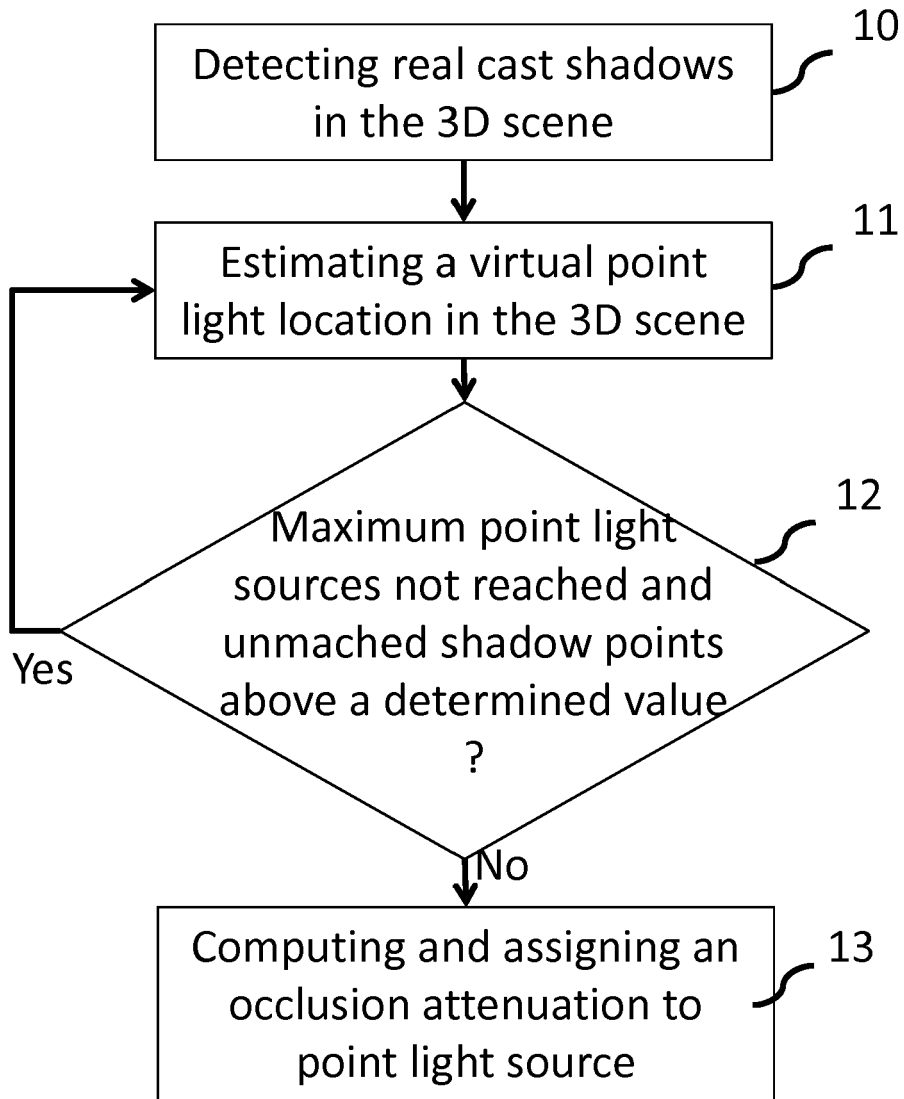 10
Detecting real cast shadows
in the 3D scene
11
Estimating a virtual point
light location in the 3D scene
12
Maximum point light
sources not reached and
unmached shadow points
above a determined value
?
Yes
No
13
Computing and assigning an
occlusion attenuation to
point light source